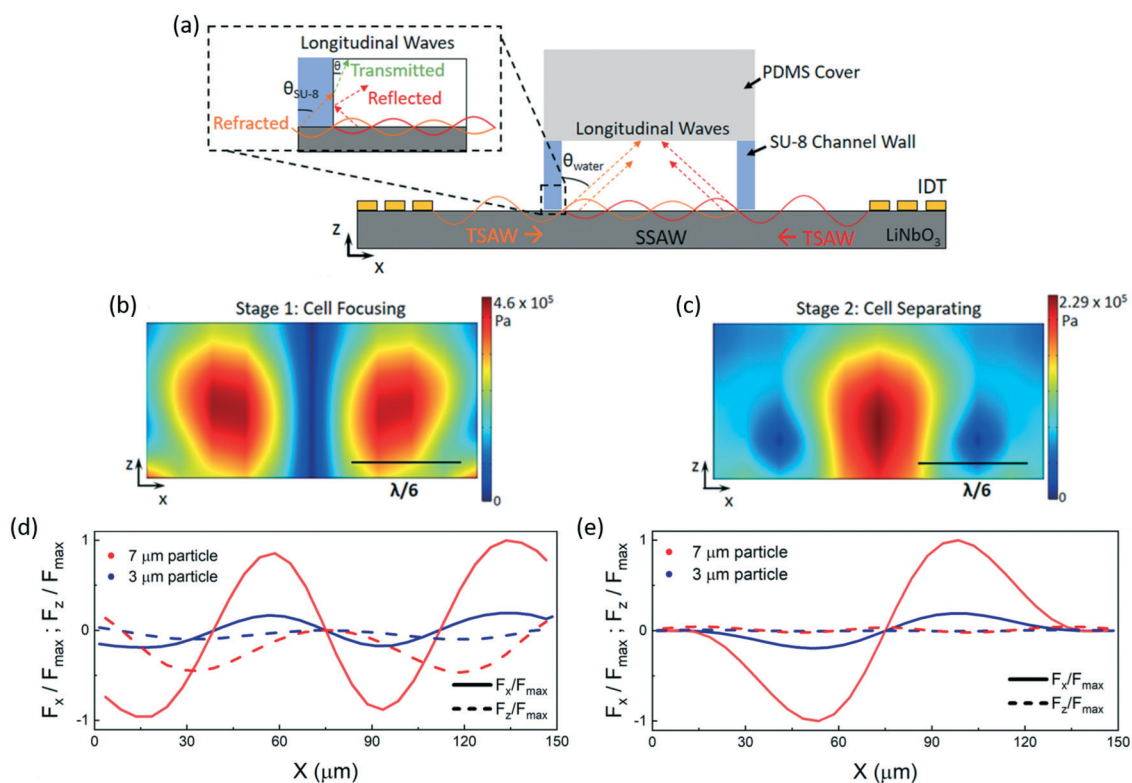 (a)
Longitudinal Waves
θ
Transmitted
θSU-8
Reflected
Refracted
PDMS Cover
Longitudinal Waves
SU-8 Channel Wall
θwater
IDT
TSAW →
SSAW
← TSAW
LiNbO3
z
x
(b)
Stage 1: Cell Focusing
4.6 x 10^5
Pa
0
λ/6
z
x
(c)
Stage 2: Cell Separating
2.29 x 10^5
Pa
0
λ/6
z
x
(d)
Fx / Fmax ; Fz / Fmax
1
0
-1
7 μm particle
3 μm particle
Fx/Fmax
Fz/Fmax
0 30 60 90 120 150
X (μm)
(e)
Fx / Fmax ; Fz / Fmax
1
0
-1
7 μm particle
3 μm particle
Fx/Fmax
Fz/Fmax
0 30 60 90 120 150
X (μm)